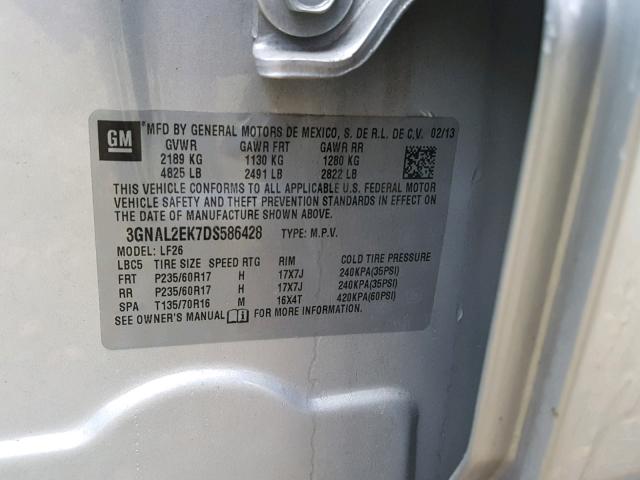 GM *MFD BY GENERAL MOTORS DE MEXICO, S. DE R.L. DE C.V. 02/13
GVWR GAWR FRT GAWR RR
2189 KG 1130 KG 1280 KG
4825 LB 2491 LB 2822 LB
THIS VEHICLE CONFORMS TO ALL APPLICABLE U.S. FEDERAL MOTOR
VEHICLE SAFETY AND THEFT PREVENTION STANDARDS IN EFFECT ON
THE DATE OF MANUFACTURE SHOWN ABOVE.
3GNAL2EK7DS586428 TYPE: M.P.V.
MODEL: LF26
LBC5 TIRE SIZE SPEED RTG RIM COLD TIRE PRESSURE
FRT P235/60R17 H 17X7J 240KPA(35PSI)
RR P235/60R17 H 17X7J 240KPA(35PSI)
SPA T135/70R16 M 16X4T 420KPA(60PSI)
SEE OWNER'S MANUAL FOR MORE INFORMATION.